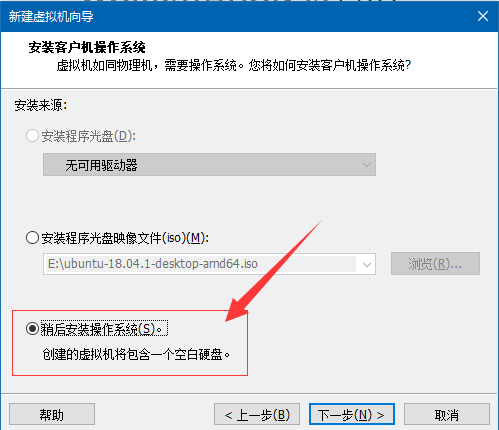 新建虚拟机向导
安装客户机操作系统
虚拟机如同物理机，需要操作系统。您将如何安装客户机操作系统?
安装来源:
安装程序光盘(D):
无可用驱动器
安装程序光盘映像文件(iso)(M):
E:\ubuntu-18.04.1-desktop-amd64.iso
浏览(R)...
稍后安装操作系统(S)。
创建的虚拟机将包含一个空白硬盘。
帮助
< 上一步(B)
下一步(N) >
取消